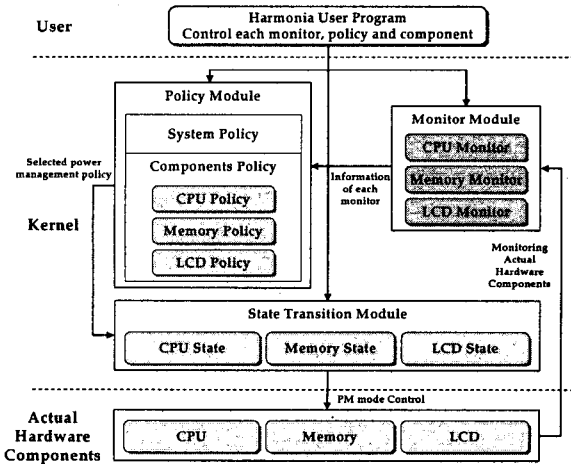 User
Harmonia User Program
Control each monitor, policy and component
Policy Module
System Policy
Components Policy
CPU Policy
Memory Policy
LCD Policy
Monitor Module
CPU Monitor
Memory Monitor
LCD Monitor
Selected power
management policy
Information
of each
monitor
Kernel
Monitoring
Actual
Hardware
Components
State Transition Module
CPU State
Memory State
LCD State
PM mode Control
Actual
Hardware
Components
CPU
Memory
LCD